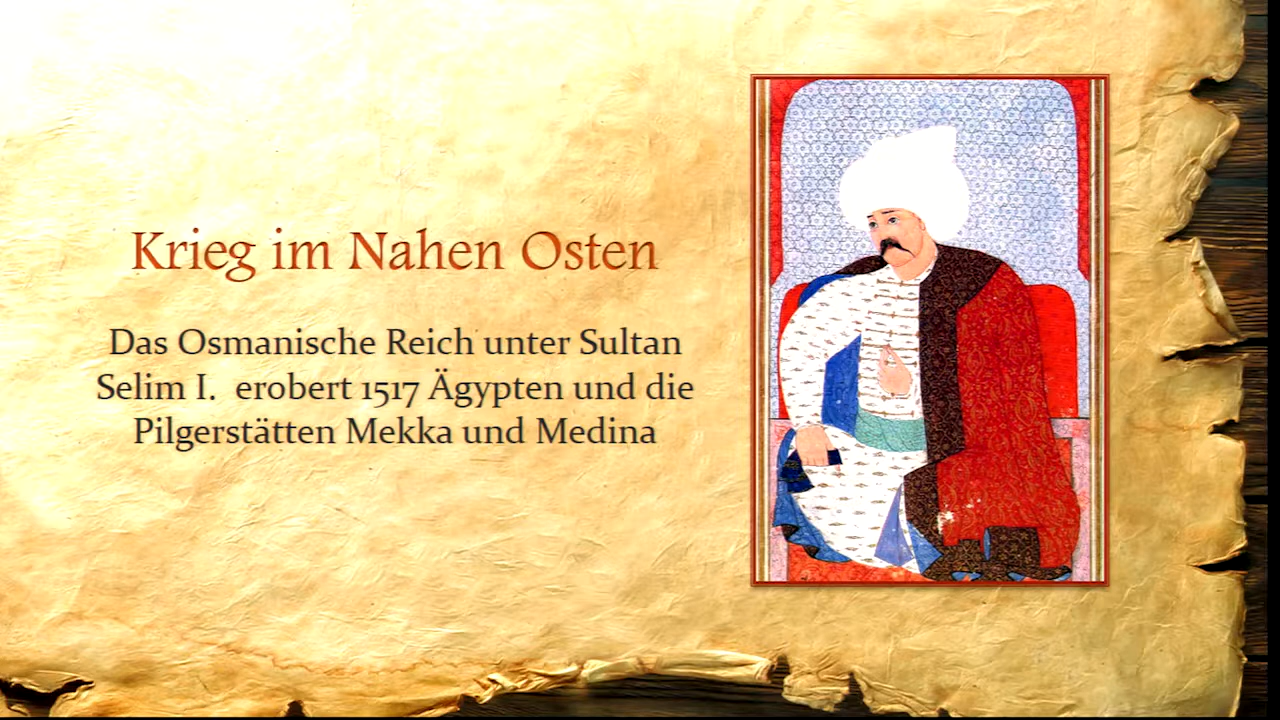 Krieg im Nahen Osten
Das Osmanische Reich unter Sultan
Selim I.  erobert 1517 Ägypten und die
Pilgerstätten Mekka und Medina